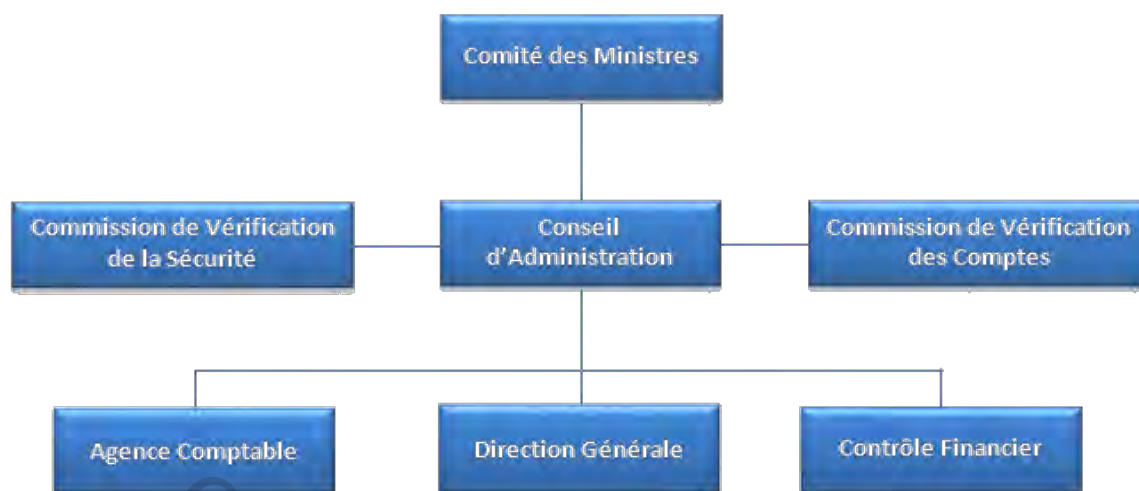 Comité des Ministres
Commission de Vérification
de la Sécurité
Conseil
d'Administration
Commission de Vérification
des Comptes
Agence Comptable
Direction Générale
Contrôle Financier